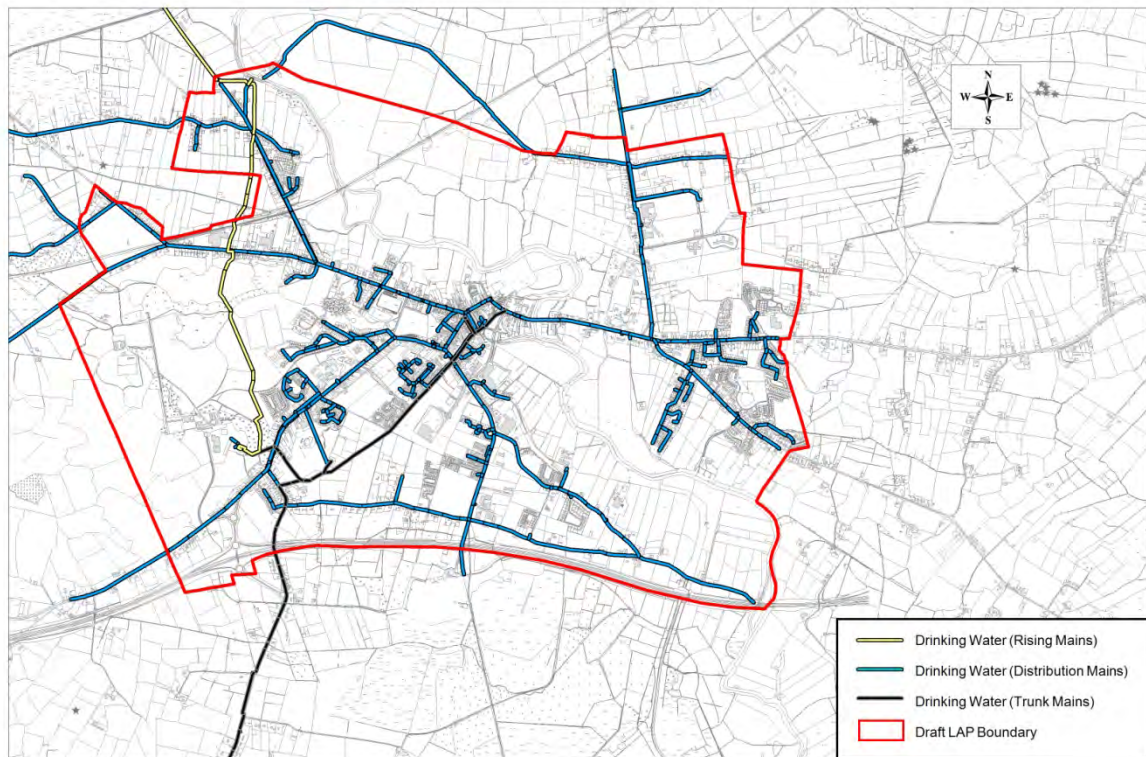 N
W E
S
Drinking Water (Rising Mains)
Drinking Water (Distribution Mains)
Drinking Water (Trunk Mains)
Draft LAP Boundary